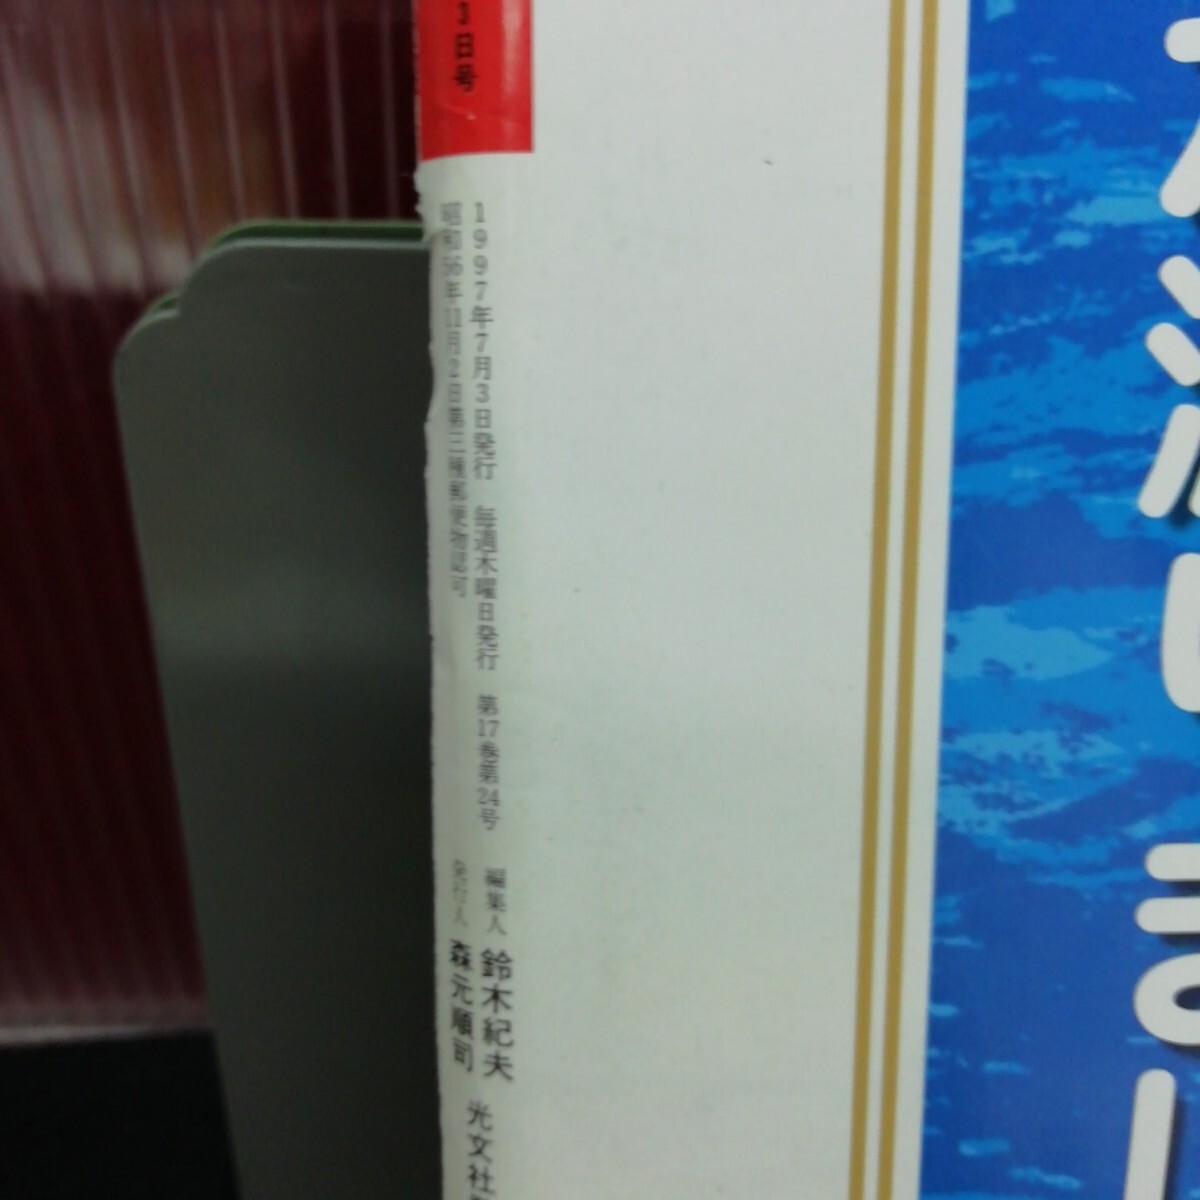 3日号
1997年7月3日発行 毎週木曜日発行 第17巻第24号
昭和56年11月2日第三種郵便物認可
編集人 鈴木紀夫
発行人 森元順司
光文社